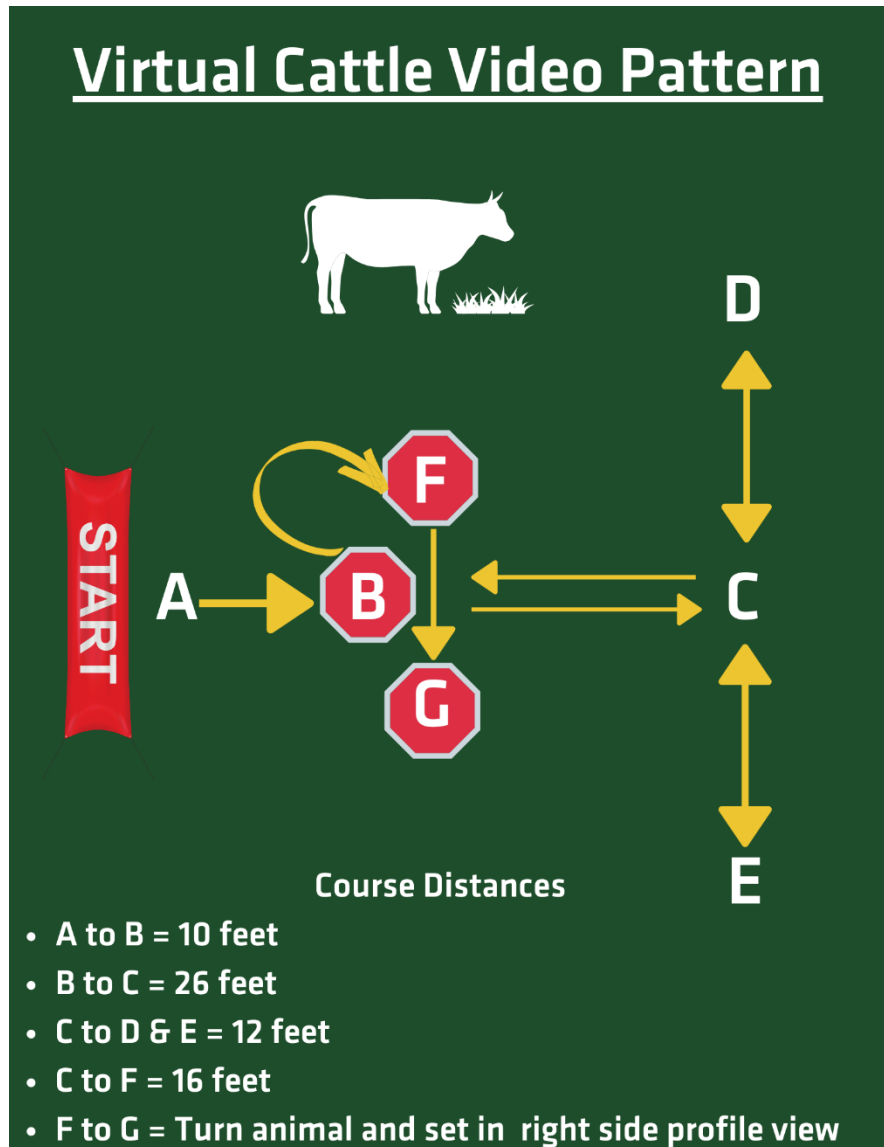 Virtual Cattle Video Pattern
D
F
START
A
B
C
G
E
Course Distances
• A to B = 10 feet
• B to C = 26 feet
• C to D & E = 12 feet
• C to F = 16 feet
• F to G = Turn animal and set in right side profile view